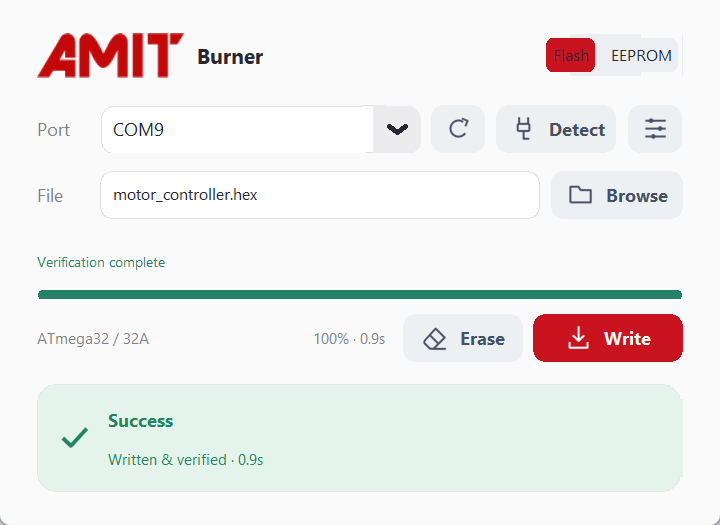 AMIT Burner Flash EEPROM
Port COM9 Detect
File motor_controller.hex Browse
Verification complete
ATmega32 / 32A 100% · 0.9s Erase Write
Success
Written & verified · 0.9s